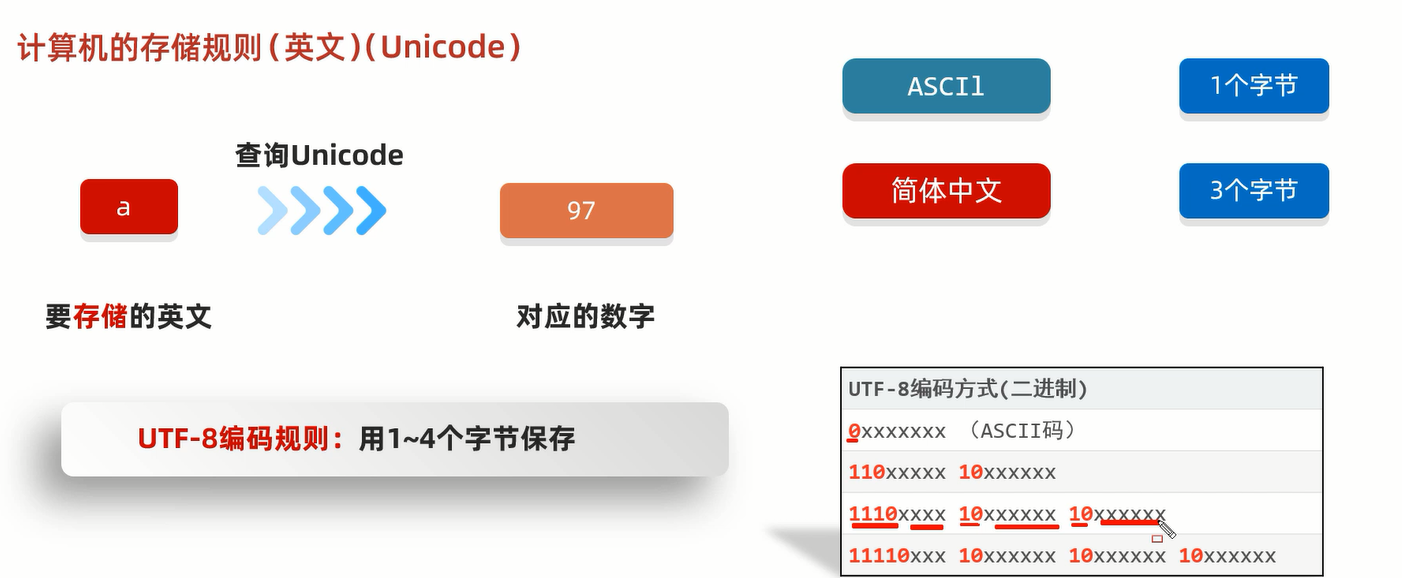 计算机的存储规则(英文)(Unicode)
ASCIl
1个字节
查询Unicode
简体中文
3个字节
a
97
要存储的英文
对应的数字
UTF-8编码规则：用1~4个字节保存
UTF-8编码方式(二进制)
0xxxxxxx （ASCII码）
110xxxxx 10xxxxxx
1110xxxx 10xxxxxx 10xxxxxx
11110xxx 10xxxxxx 10xxxxxx 10xxxxxx